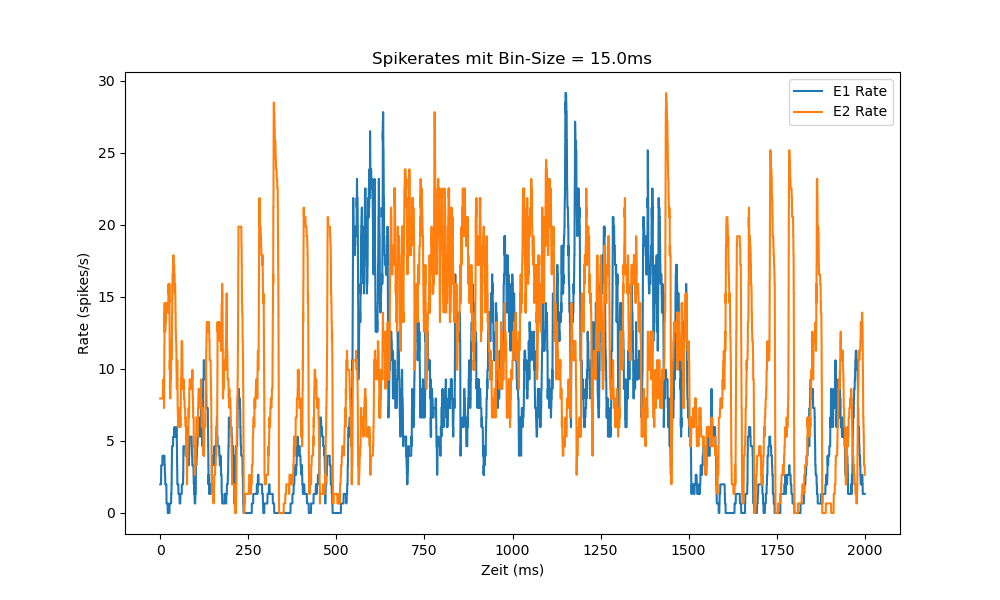 Spikerates mit Bin-Size = 15.0ms
E1 Rate
E2 Rate
30
25
20
15
10
5
0
Rate (spikes/s)
0 250 500 750 1000 1250 1500 1750 2000
Zeit (ms)